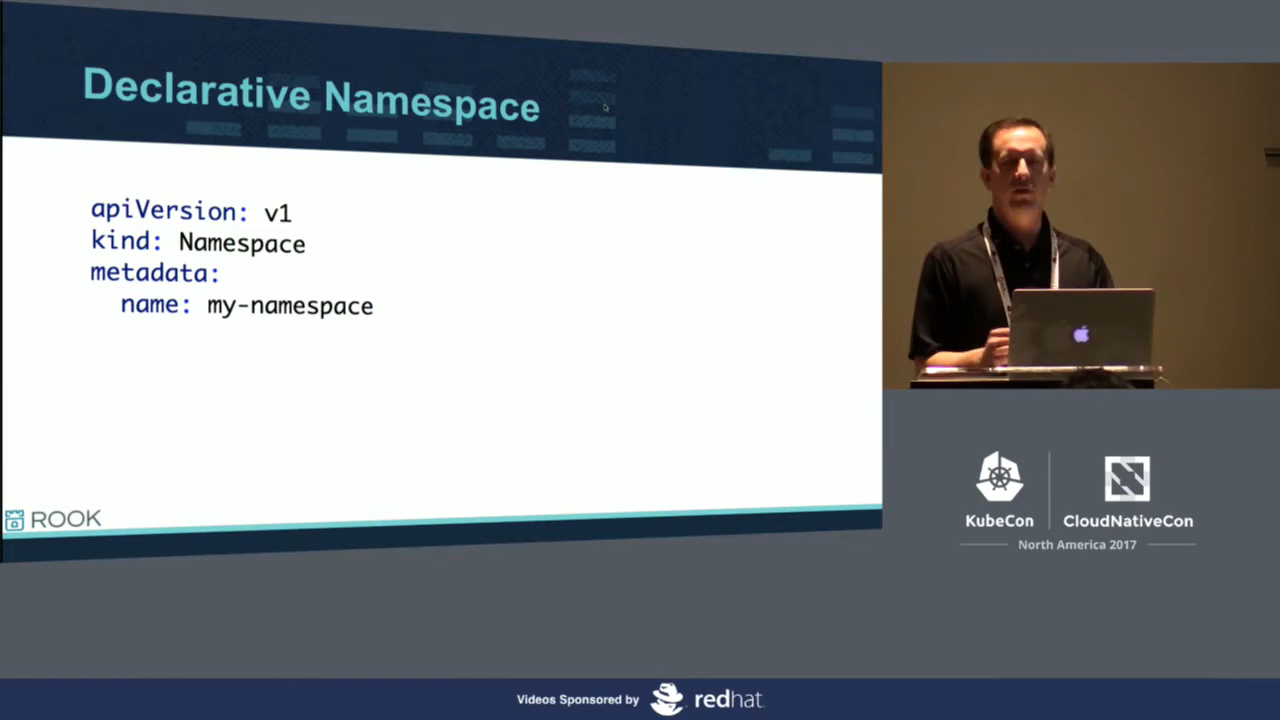 Declarative Namespace
apiVersion: v1
kind: Namespace
metadata:
  name: my-namespace
ROOK
KubeCon
CloudNativeCon
North America 2017
Videos Sponsored by
redhat